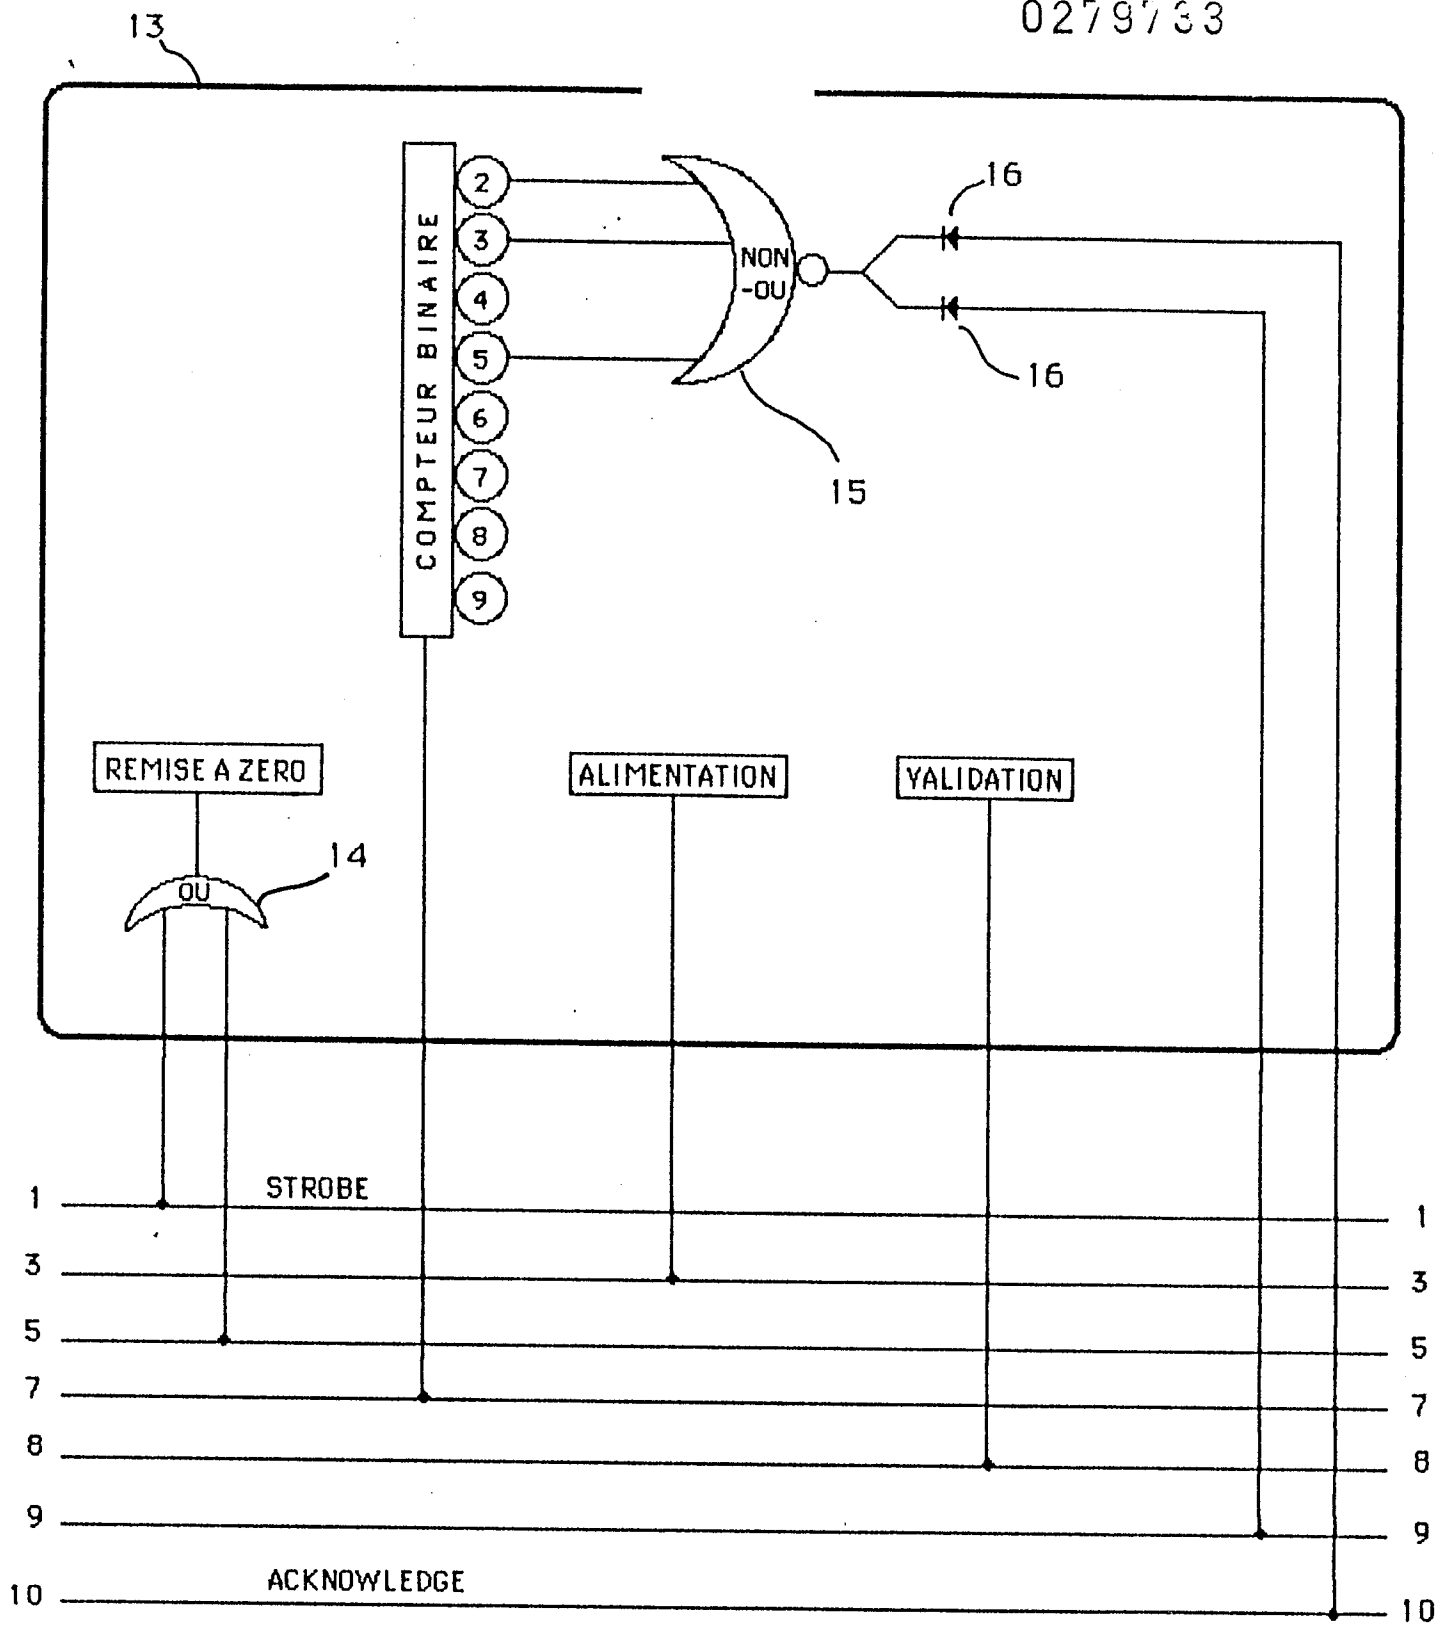 0279733
13
COMPTEUR BINAIRE
2
3
4
5
6
7
8
9
NON
-OU
16
16
15
REMISE A ZERO
ALIMENTATION
VALIDATION
OU
14
1 STROBE 1
3 3
5 5
7 7
8 8
9 9
10 ACKNOWLEDGE 10